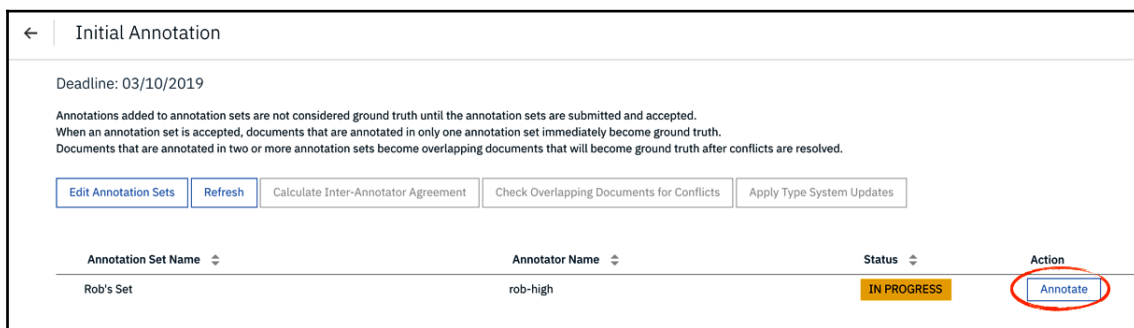 Initial Annotation
Deadline: 03/10/2019
Annotations added to annotation sets are not considered ground truth until the annotation sets are submitted and accepted.
When an annotation set is accepted, documents that are annotated in only one annotation set immediately become ground truth.
Documents that are annotated in two or more annotation sets become overlapping documents that will become ground truth after conflicts are resolved.
Edit Annotation Sets Refresh Calculate Inter-Annotator Agreement Check Overlapping Documents for Conflicts Apply Type System Updates
Annotation Set Name Annotator Name Status Action
Rob's Set rob-high IN PROGRESS Annotate